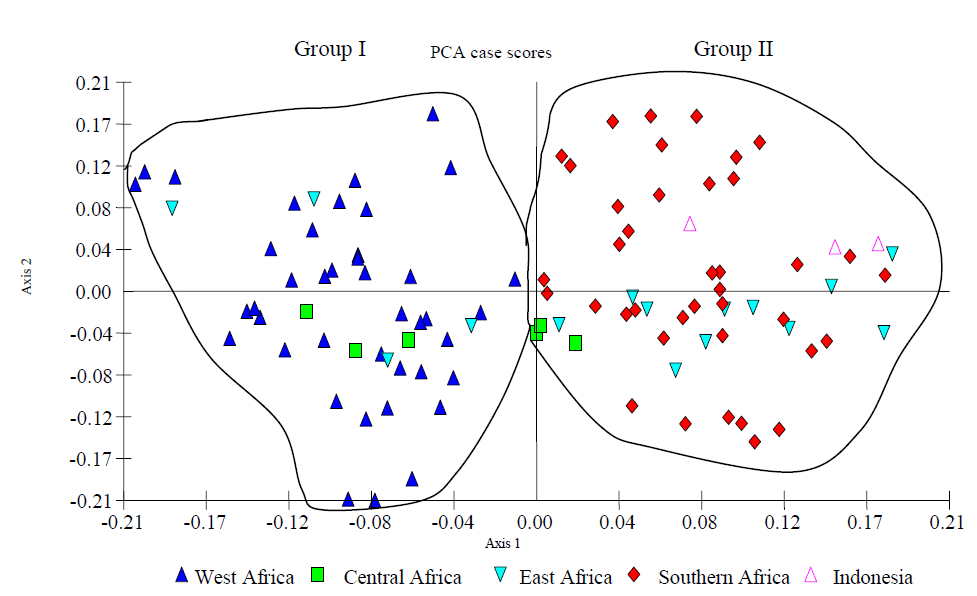 Group I PCA case scores Group II
0.21
0.17
0.12
0.08
0.04
0.00
-0.04
-0.08
-0.12
-0.17
-0.21
Axis 2
-0.21 -0.17 -0.12 -0.08 -0.04 0.00 0.04 0.08 0.12 0.17 0.21
Axis 1
West Africa Central Africa East Africa Southern Africa Indonesia